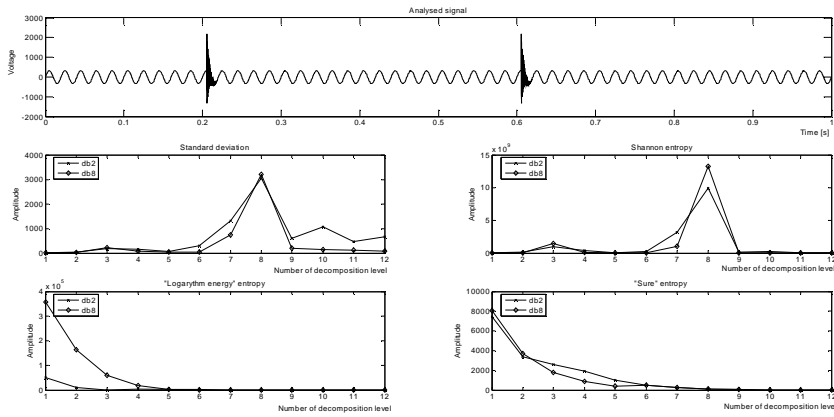 Analysed signal
3000
2000
1000
0
-1000
-2000
Voltage
0 0.1 0.2 0.3 0.4 0.5 0.6 0.7 0.8 0.9 1
Time [s]
Standard deviation
4000
3000
2000
1000
0
Amplitude
db2
db8
1 2 3 4 5 6 7 8 9 10 11 12
Number of decomposition level
Shannon entropy
x 10^9
15
10
5
0
Amplitude
db2
db8
1 2 3 4 5 6 7 8 9 10 11 12
Number of decomposition level
"Logarythm energy" entropy
x 10^5
4
3
2
1
0
Amplitude
db2
db8
1 2 3 4 5 6 7 8 9 10 11 12
Number of decomposition level
"Sure" entropy
10000
8000
6000
4000
2000
0
Amplitude
db2
db8
1 2 3 4 5 6 7 8 9 10 11 12
Number of decomposition level